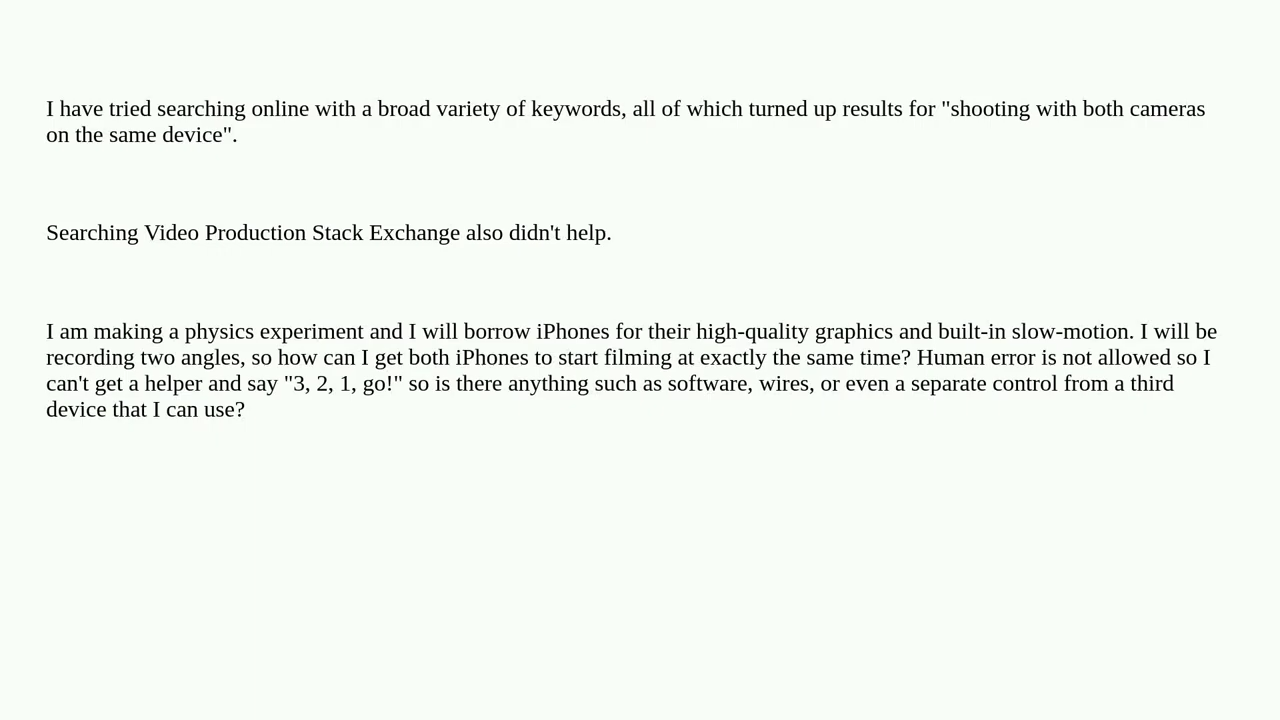 I have tried searching online with a broad variety of keywords, all of which turned up results for "shooting with both cameras
on the same device".
Searching Video Production Stack Exchange also didn't help.
I am making a physics experiment and I will borrow iPhones for their high-quality graphics and built-in slow-motion. I will be
recording two angles, so how can I get both iPhones to start filming at exactly the same time? Human error is not allowed so I
can't get a helper and say "3, 2, 1, go!" so is there anything such as software, wires, or even a separate control from a third
device that I can use?